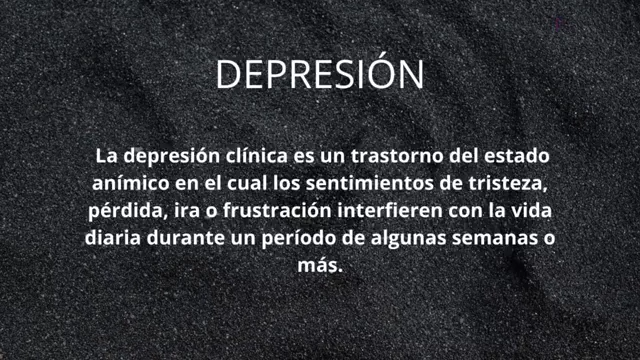 DEPRESIÓN
La depresión clínica es un trastorno del estado
anímico en el cual los sentimientos de tristeza,
pérdida, ira o frustración interfieren con la vida
diaria durante un período de algunas semanas o
más.